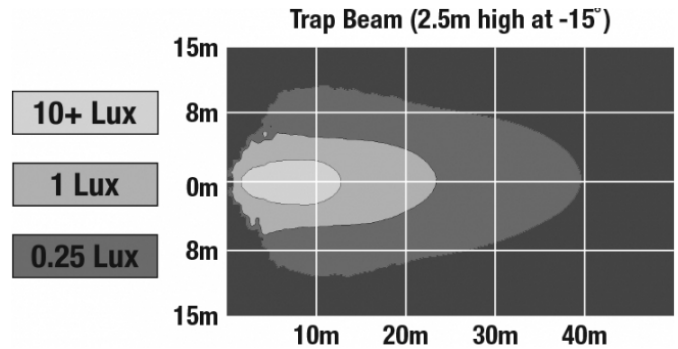 Trap Beam (2.5m high at -15°)
15m
10+ Lux
8m
1 Lux
0m
0.25 Lux
8m
15m
10m 20m 30m 40m